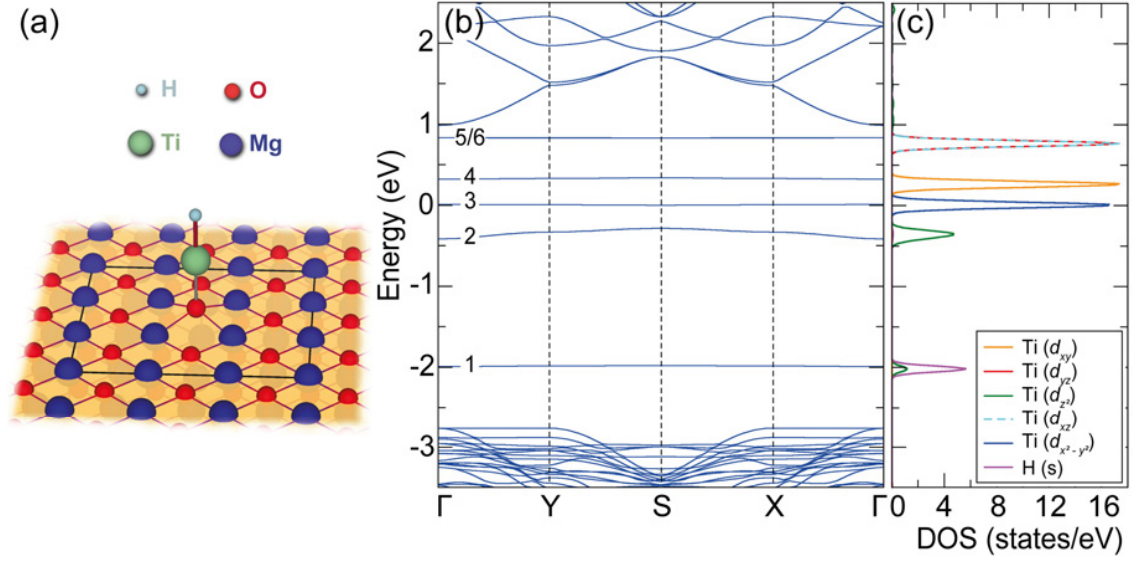 (a)
H
O
Ti
Mg
(b)
Energy (eV)
2
1
0
-1
-2
-3
5/6
4
3
2
1
Γ Y S X Γ
(c)
Ti (dxy)
Ti (dyz)
Ti (dz²)
Ti (dxz)
Ti (dx² - y²)
H (s)
0 4 8 12 16
DOS (states/eV)